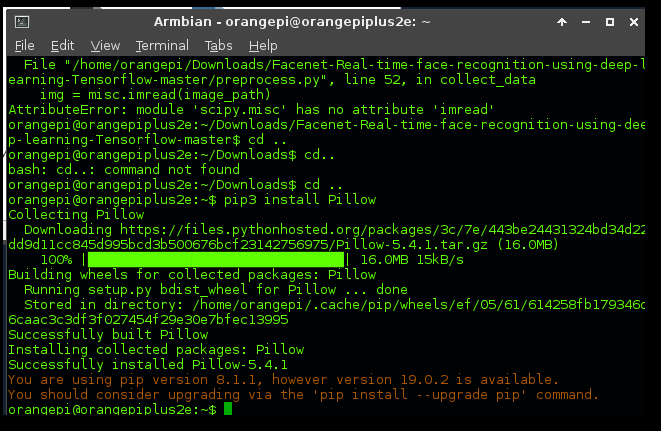 Armbian - orangepi@orangepiplus2e: ~
File Edit View Terminal Tabs Help
File "/home/orangepi/Downloads/Facenet-Real-time-face-recognition-using-deep-l
earning-Tensorflow-master/preprocess.py", line 52, in collect_data
img = misc.imread(image_path)
AttributeError: module 'scipy.misc' has no attribute 'imread'
orangepi@orangepiplus2e:~/Downloads/Facenet-Real-time-face-recognition-using-dee
p-learning-Tensorflow-master$ cd ..
orangepi@orangepiplus2e:~/Downloads$ cd..
bash: cd..: command not found
orangepi@orangepiplus2e:~/Downloads$ cd ..
orangepi@orangepiplus2e:~$ pip3 install Pillow
Collecting Pillow
Downloading https://files.pythonhosted.org/packages/3c/7e/443be24431324bd34d22
dd9d11cc845d995bcd3b500676bcf23142756975/Pillow-5.4.1.tar.gz (16.0MB)
100% | | 16.0MB 15kB/s
Building wheels for collected packages: Pillow
Running setup.py bdist_wheel for Pillow ... done
Stored in directory: /home/orangepi/.cache/pip/wheels/ef/05/61/614258fb179346c
6caac3c3df3f027454f29e30e7bfec13995
Successfully built Pillow
Installing collected packages: Pillow
Successfully installed Pillow-5.4.1
You are using pip version 8.1.1, however version 19.0.2 is available.
You should consider upgrading via the 'pip install --upgrade pip' command.
orangepi@orangepiplus2e:~$